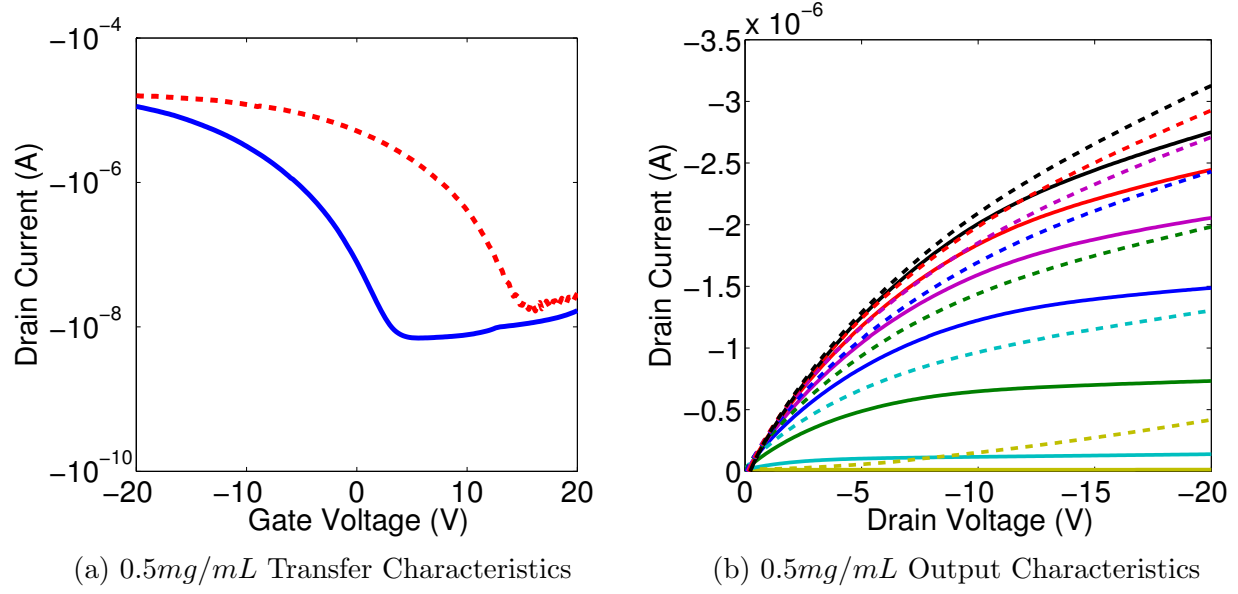 −10⁻⁴
−10⁻⁶
−10⁻⁸
−10⁻¹⁰
Drain Current (A)
−20 −10 0 10 20
Gate Voltage (V)
(a) 0.5mg/mL Transfer Characteristics
x 10⁻⁶
−3.5
−3
−2.5
−2
−1.5
−1
−0.5
0
Drain Current (A)
0 −5 −10 −15 −20
Drain Voltage (V)
(b) 0.5mg/mL Output Characteristics